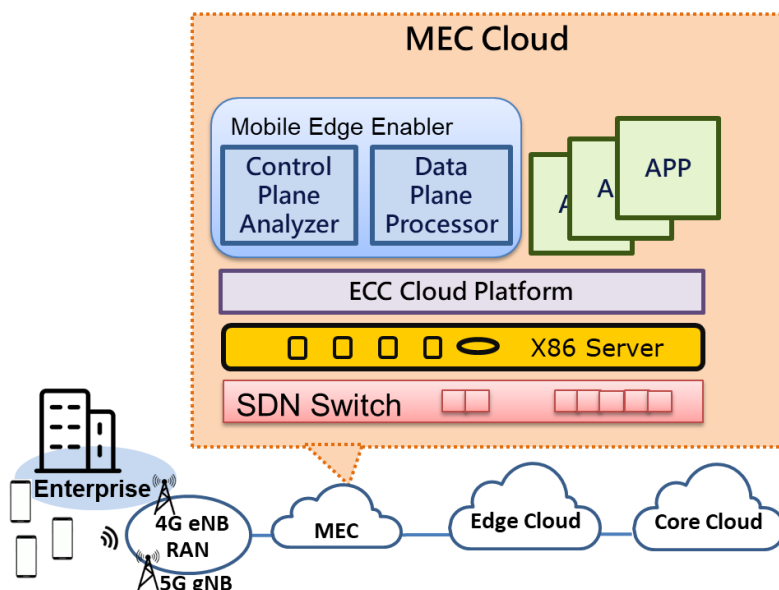 MEC Cloud
Mobile Edge Enabler
Control
Plane
Analyzer
Data
Plane
Processor
A
A
APP
ECC Cloud Platform
X86 Server
SDN Switch
Enterprise
4G eNB
RAN
5G gNB
MEC
Edge Cloud
Core Cloud